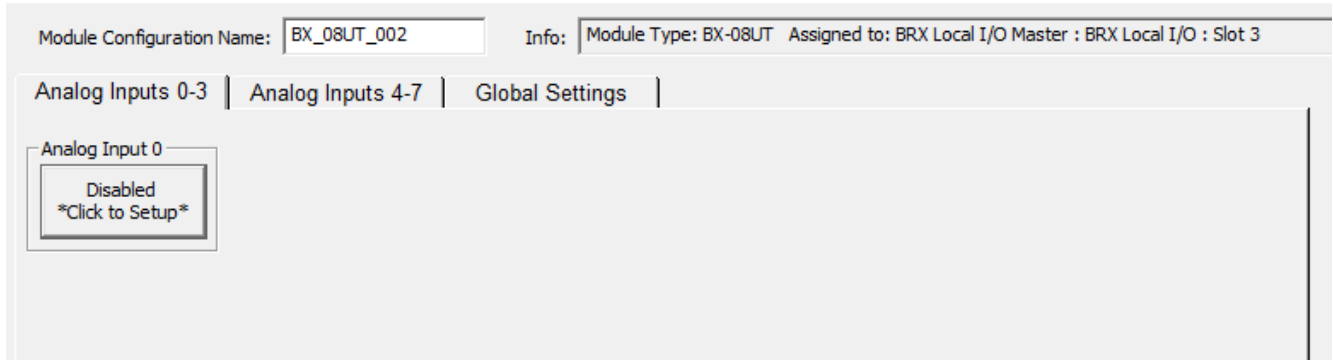 Module Configuration Name: BX_08UT_002 Info: Module Type: BX-08UT Assigned to: BRX Local I/O Master : BRX Local I/O : Slot 3
Analog Inputs 0-3 Analog Inputs 4-7 Global Settings
Analog Input 0
Disabled
*Click to Setup*